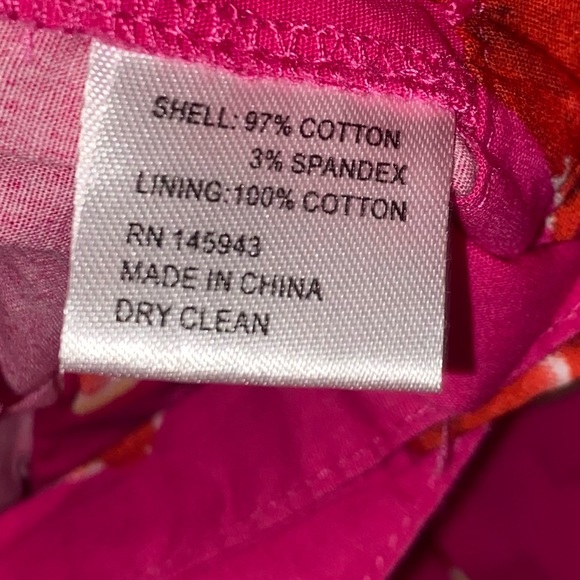 SHELL: 97% COTTON
3% SPANDEX
LINING:100% COTTON
RN 145943
MADE IN CHINA
DRY CLEAN